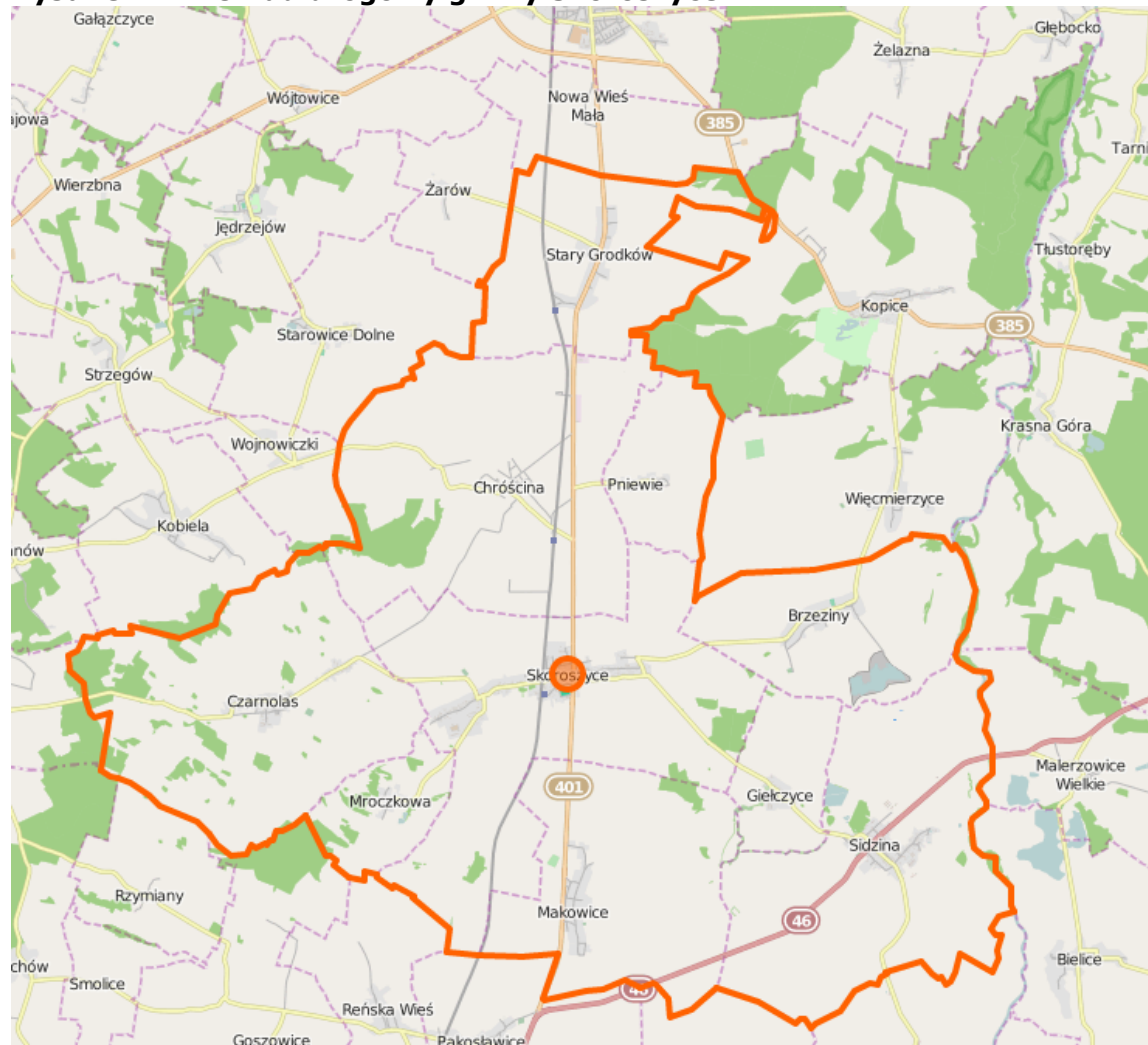 Gałązczyce
Głębocko
Żelazna
Wójtowice
Nowa Wieś
Mała
385
Wierzbna
Żarów
Jędrzejów
Stary Grodków
Tłustoręby
Kopice
385
Starowice Dolne
Strzegów
Krasna Góra
Wojnowiczki
Chróścina
Pniewie
Więcmierzyce
Kobiela
Brzeziny
Skoroszyce
Czarnolas
Malerzowice
Wielkie
401
Giełczyce
Mroczkowa
Sidzina
Rzymiany
Makowice
46
Bielice
Smolice
46
Reńska Wieś
Goszowice
Pakosławice